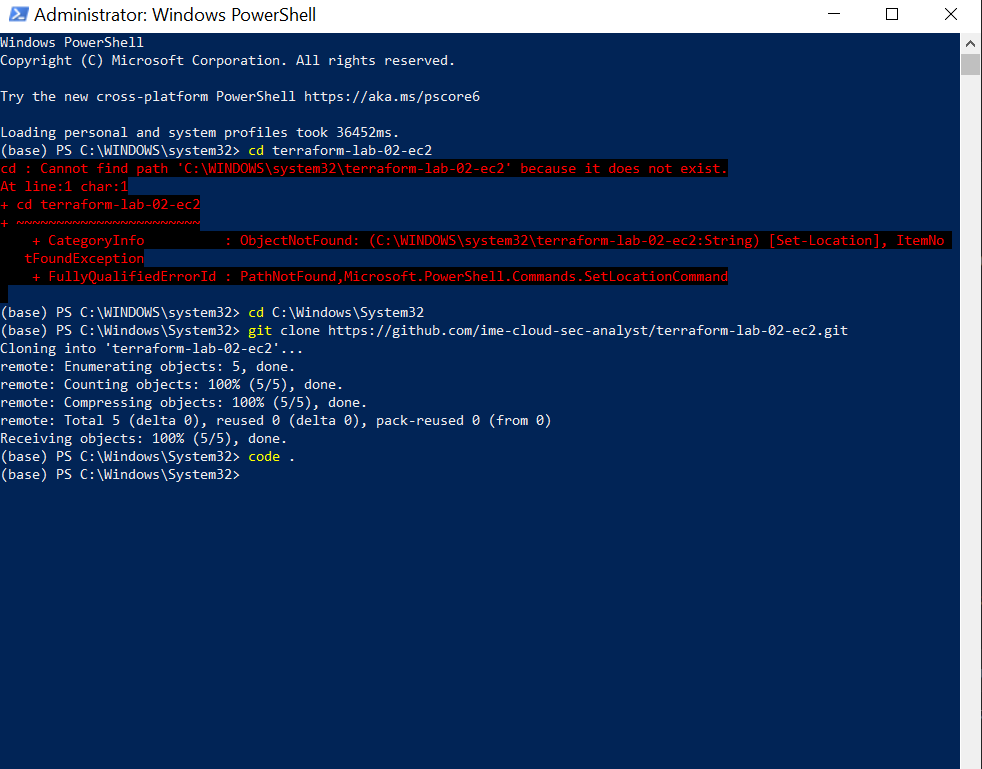 Administrator: Windows PowerShell
Windows PowerShell
Copyright (C) Microsoft Corporation. All rights reserved.
Try the new cross-platform PowerShell https://aka.ms/pscore6
Loading personal and system profiles took 36452ms.
(base) PS C:\WINDOWS\system32> cd terraform-lab-02-ec2
cd : Cannot find path 'C:\WINDOWS\system32\terraform-lab-02-ec2' because it does not exist.
At line:1 char:1
+ cd terraform-lab-02-ec2
+ ~~~~~~~~~~~~~~~~~~~~~~~
    + CategoryInfo          : ObjectNotFound: (C:\WINDOWS\system32\terraform-lab-02-ec2:String) [Set-Location], ItemNo
   tFoundException
    + FullyQualifiedErrorId : PathNotFound,Microsoft.PowerShell.Commands.SetLocationCommand
(base) PS C:\WINDOWS\system32> cd C:\Windows\System32
(base) PS C:\Windows\System32> git clone https://github.com/ime-cloud-sec-analyst/terraform-lab-02-ec2.git
Cloning into 'terraform-lab-02-ec2'...
remote: Enumerating objects: 5, done.
remote: Counting objects: 100% (5/5), done.
remote: Compressing objects: 100% (5/5), done.
remote: Total 5 (delta 0), reused 0 (delta 0), pack-reused 0 (from 0)
Receiving objects: 100% (5/5), done.
(base) PS C:\Windows\System32> code .
(base) PS C:\Windows\System32>